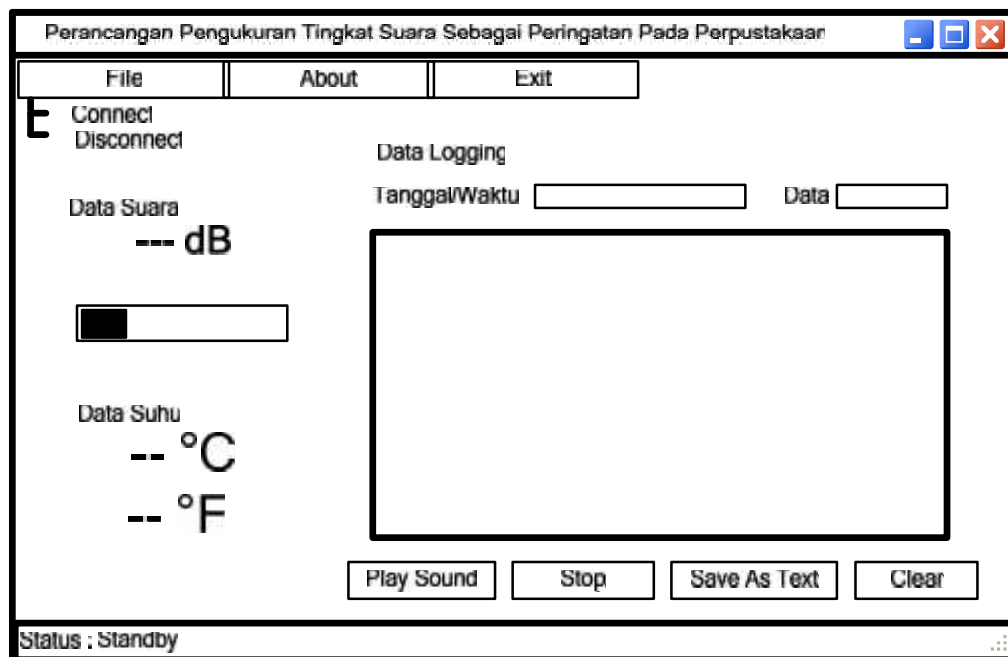 Perancangan Pengukuran Tingkat Suara Sebagai Peringatan Pada Perpustakaan
File About Exit
Connect
Disconnect
Data Logging
Tanggal/Waktu Data
Data Suara
--- dB
Data Suhu
-- °C
-- °F
Play Sound Stop Save As Text Clear
Status : Standby